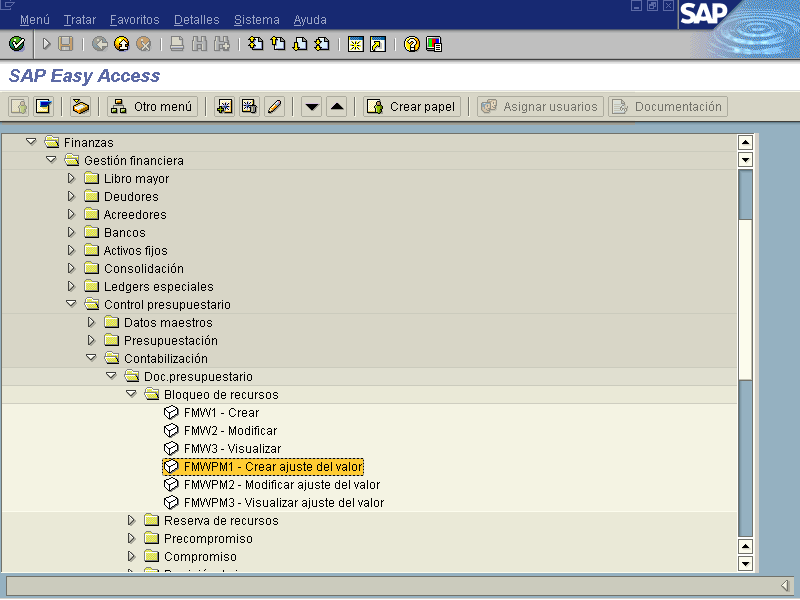 Menú Tratar Favoritos Detalles Sistema Ayuda
SAP
SAP Easy Access
Otro menú Crear papel Asignar usuarios Documentación
Finanzas
Gestión financiera
Libro mayor
Deudores
Acreedores
Bancos
Activos fijos
Consolidación
Ledgers especiales
Control presupuestario
Datos maestros
Presupuestación
Contabilización
Doc.presupuestario
Bloqueo de recursos
FMW1 - Crear
FMW2 - Modificar
FMW3 - Visualizar
FMWPM1 - Crear ajuste del valor
FMWPM2 - Modificar ajuste del valor
FMWPM3 - Visualizar ajuste del valor
Reserva de recursos
Precompromiso
Compromiso